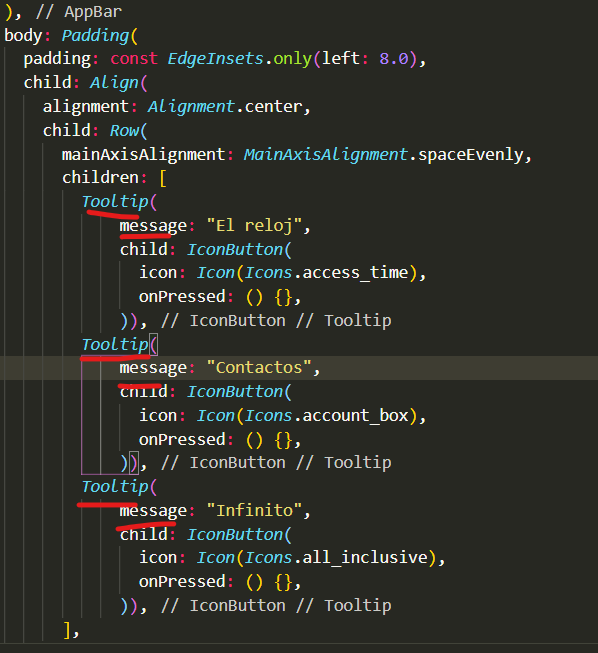 ), // AppBar
body: Padding(
padding: const EdgeInsets.only(left: 8.0),
child: Align(
alignment: Alignment.center,
child: Row(
mainAxisAlignment: MainAxisAlignment.spaceEvenly,
children: [
Tooltip(
message: "El reloj",
child: IconButton(
icon: Icon(Icons.access_time),
onPressed: () {},
)), // IconButton // Tooltip
Tooltip(
message: "Contactos",
child: IconButton(
icon: Icon(Icons.account_box),
onPressed: () {},
)), // IconButton // Tooltip
Tooltip(
message: "Infinito",
child: IconButton(
icon: Icon(Icons.all_inclusive),
onPressed: () {},
)), // IconButton // Tooltip
],